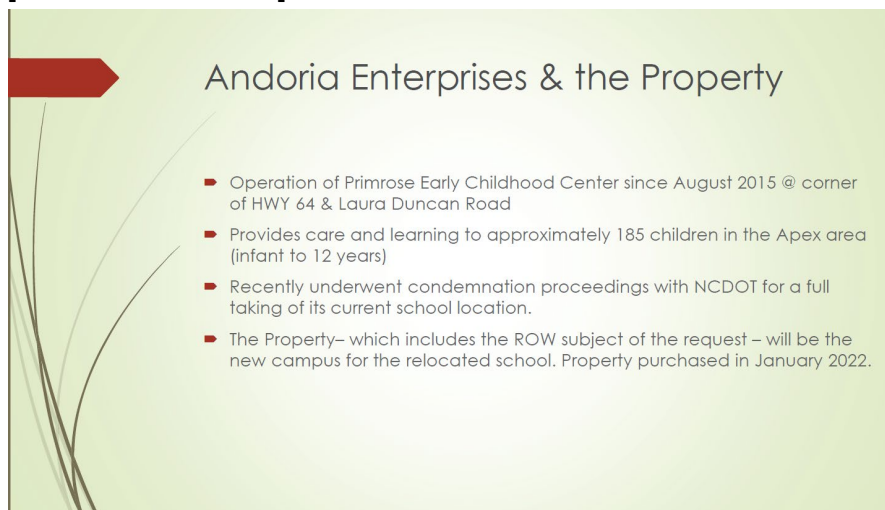 Andoria Enterprises & the Property
Operation of Primrose Early Childhood Center since August 2015 @ corner
of HWY 64 & Laura Duncan Road
Provides care and learning to approximately 185 children in the Apex area
(infant to 12 years)
Recently underwent condemnation proceedings with NCDOT for a full
taking of its current school location.
The Property– which includes the ROW subject of the request – will be the
new campus for the relocated school. Property purchased in January 2022.